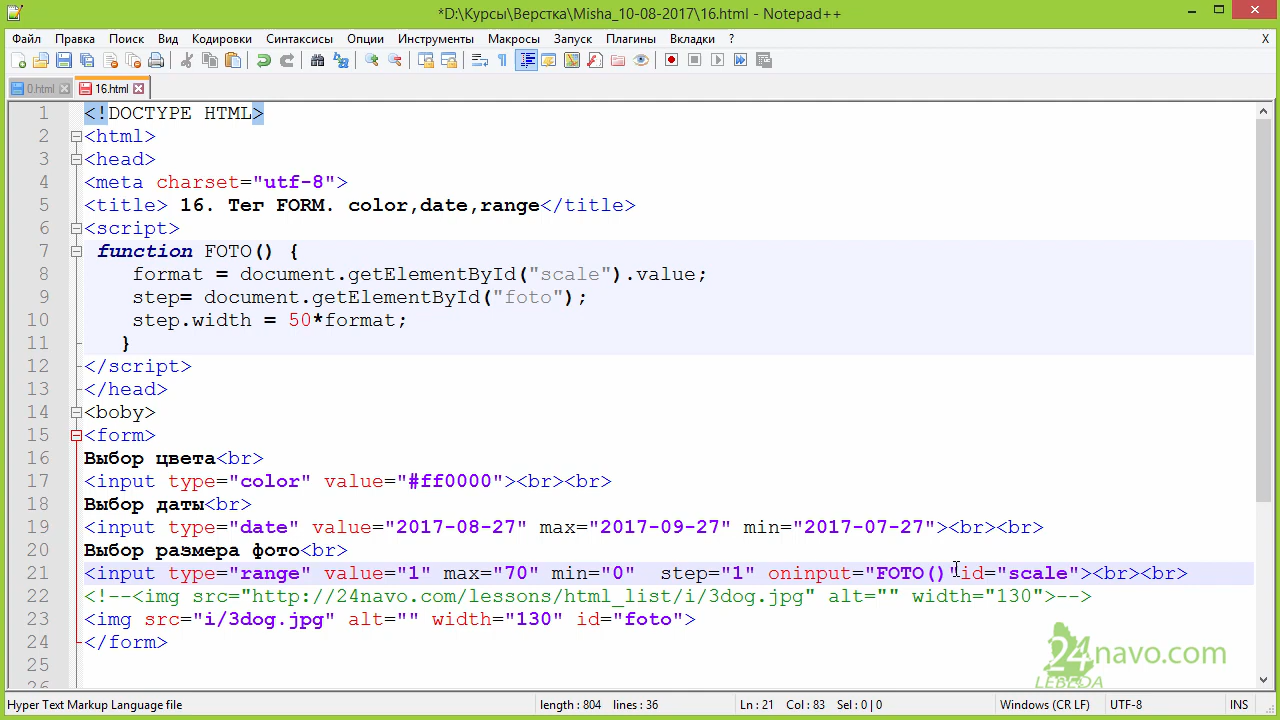 *D:\Курсы\Верстка\Misha_10-08-2017\16.html - Notepad++
Файл Правка Поиск Вид Кодировки Синтаксисы Опции Инструменты Макросы Запуск Плагины Вкладки ? X
0.html 16.html
1 <!DOCTYPE HTML>
2 <html>
3 <head>
4 <meta charset="utf-8">
5 <title> 16. Тег FORM. color,date,range</title>
6 <script>
7 function FOTO() {
8 format = document.getElementById("scale").value;
9 step= document.getElementById("foto");
10 step.width = 50*format;
11 }
12 </script>
13 </head>
14 <boby>
15 <form>
16 Выбор цвета<br>
17 <input type="color" value="#ff0000"><br><br>
18 Выбор даты<br>
19 <input type="date" value="2017-08-27" max="2017-09-27" min="2017-07-27"><br><br>
20 Выбор размера фото<br>
21 <input type="range" value="1" max="70" min="0"  step="1" oninput="FOTO()"id="scale"><br><br>
22 <!--<img src="http://24navo.com/lessons/html_list/i/3dog.jpg" alt="" width="130">-->
23 <img src="i/3dog.jpg" alt="" width="130" id="foto">
24 </form>
25
26
24navo.com
LEBEDA
Hyper Text Markup Language file length : 804 lines : 36 Ln : 21 Col : 83 Sel : 0 | 0 Windows (CR LF) UTF-8 INS